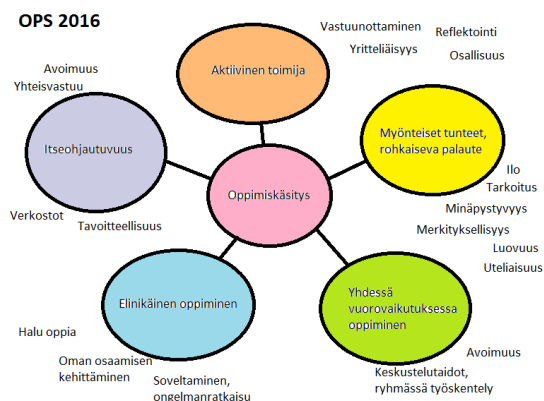 OPS 2016
Vastuunottaminen
Reflektointi
Yritteliäisyys
Osallisuus
Aktiivinen toimija
Avoimuus
Yhteisvastuu
Itseohjautuvuus
Verkostot
Tavoitteellisuus
Myönteiset tunteet,
rohkaiseva palaute
Ilo
Tarkoitus
Minäpystyvyys
Merkityksellisyys
Luovuus
Uteliaisuus
Oppimiskäsitys
Elinikäinen oppiminen
Halu oppia
Oman osaamisen
kehittäminen
Soveltaminen,
ongelmanratkaisu
Yhdessä
vuorovaikutuksessa
oppiminen
Avoimuus
Keskustelutaidot,
ryhmässä työskentely